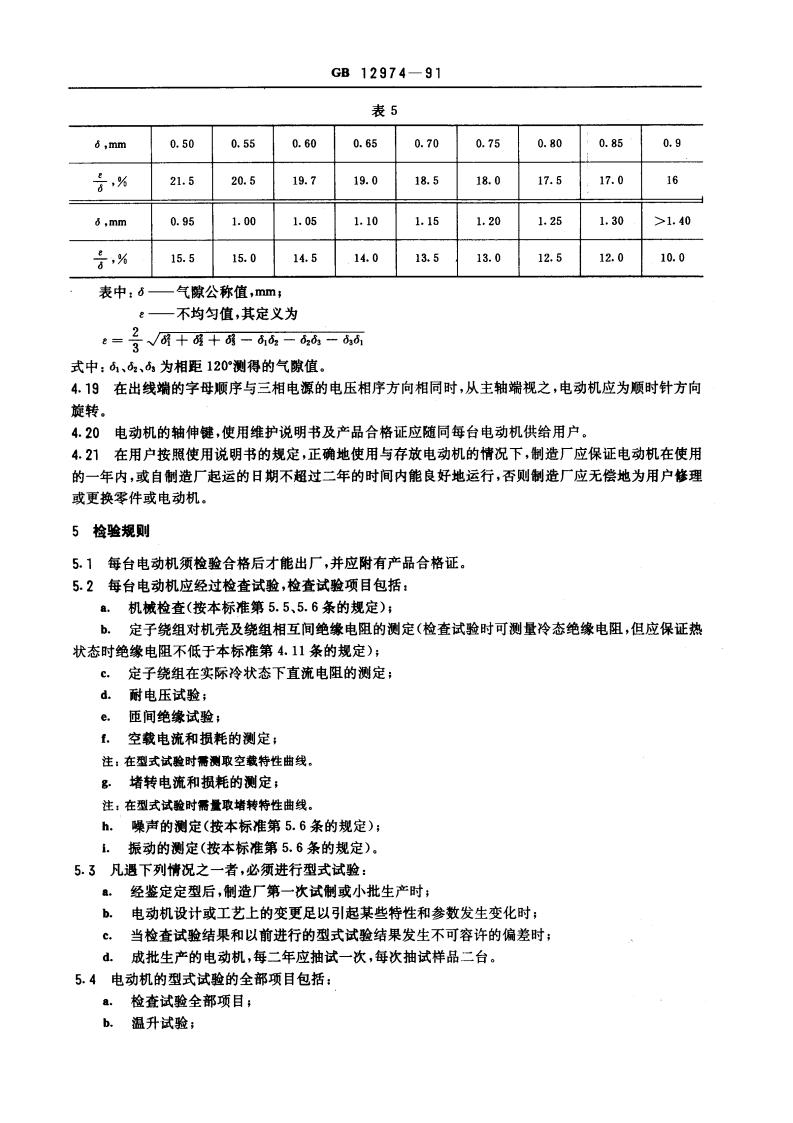 GB 12974—91
表 5
δ,mm 0.50 0.55 0.60 0.65 0.70 0.75 0.80 0.85 0.9
ε/δ,% 21.5 20.5 19.7 19.0 18.5 18.0 17.5 17.0 16
δ,mm 0.95 1.00 1.05 1.10 1.15 1.20 1.25 1.30 >1.40
ε/δ,% 15.5 15.0 14.5 14.0 13.5 13.0 12.5 12.0 10.0
表中:δ——气隙公称值,mm;
ε——不均匀值,其定义为
ε=2/3 √(δ₁²+δ₂²+δ₃²-δ₁δ₂-δ₂δ₃-δ₃δ₁)
式中:δ₁、δ₂、δ₃ 为相距 120°测得的气隙值。
4.19 在出线端的字母顺序与三相电源的电压相序方向相同时,从主轴端视之,电动机应为顺时针方向
旋转。
4.20 电动机的轴伸键,使用维护说明书及产品合格证应随同每台电动机供给用户。
4.21 在用户按照使用说明书的规定,正确地使用与存放电动机的情况下,制造厂应保证电动机在使用
的一年内,或自制造厂起运的日期不超过二年的时间内能良好地运行,否则制造厂应无偿地为用户修理
或更换零件或电动机。
5 检验规则
5.1 每台电动机须检验合格后才能出厂,并应附有产品合格证。
5.2 每台电动机应经过检查试验,检查试验项目包括:
a. 机械检查(按本标准第 5.5、5.6 条的规定);
b. 定子绕组对机壳及绕组相互间绝缘电阻的测定(检查试验时可测量冷态绝缘电阻,但应保证热
状态时绝缘电阻不低于本标准第 4.11 条的规定);
c. 定子绕组在实际冷状态下直流电阻的测定;
d. 耐电压试验;
e. 匝间绝缘试验;
f. 空载电流和损耗的测定;
注:在型式试验时需测取空载特性曲线。
g. 堵转电流和损耗的测定;
注:在型式试验时需量取堵转特性曲线。
h. 噪声的测定(按本标准第 5.6 条的规定);
i. 振动的测定(按本标准第 5.6 条的规定)。
5.3 凡遇下列情况之一者,必须进行型式试验:
a. 经鉴定定型后,制造厂第一次试制或小批生产时;
b. 电动机设计或工艺上的变更足以引起某些特性和参数发生变化时;
c. 当检查试验结果和以前进行的型式试验结果发生不可容许的偏差时;
d. 成批生产的电动机,每二年应抽试一次,每次抽试样品二台。
5.4 电动机的型式试验的全部项目包括:
a. 检查试验全部项目;
b. 温升试验;